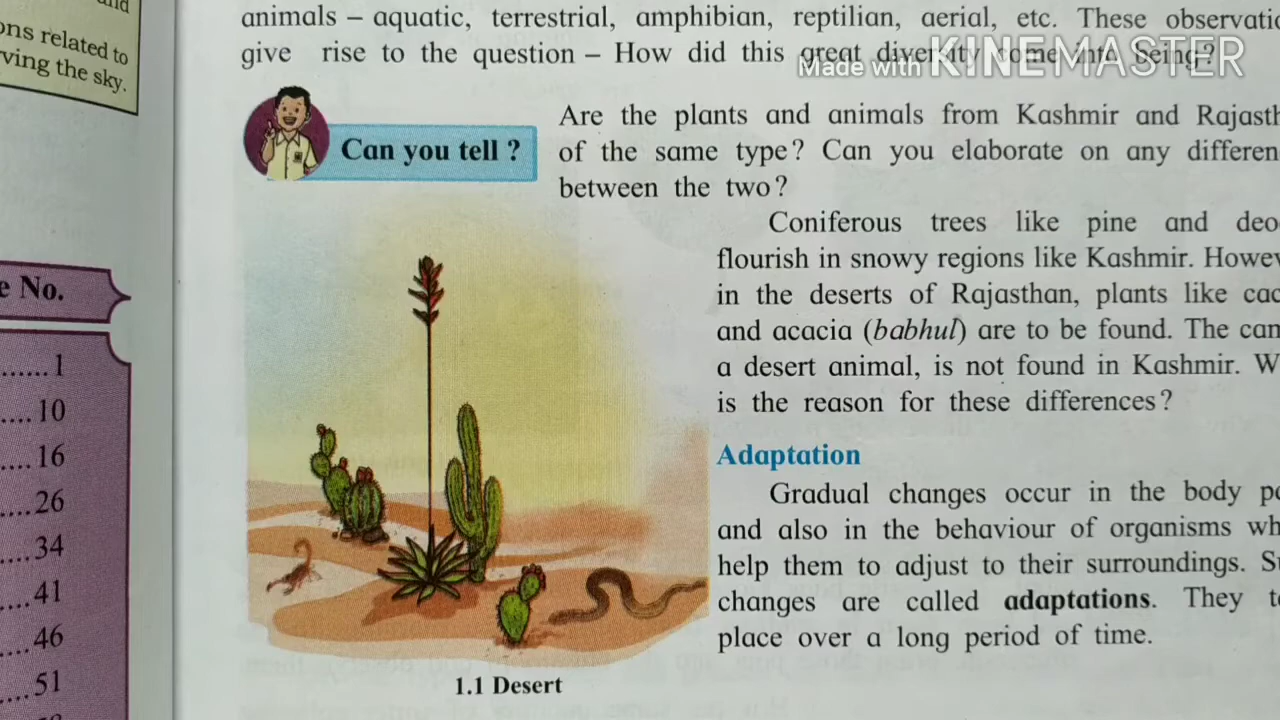 and
ons related to
ving the sky.
e No.
......1
....10
....16
....26
....34
....41
....46
....51
animals – aquatic, terrestrial, amphibian, reptilian, aerial, etc. These
give rise to the question – How did this great diversity come into being?
Made with KINEMASTER
Can you tell ?
Are the plants and animals from Kashmir and
of the same type? Can you elaborate on any
between the two?
Coniferous trees like pine and
flourish in snowy regions like Kashmir.
in the deserts of Rajasthan, plants like
and acacia (babhul) are to be found. The
a desert animal, is not found in Kashmir.
is the reason for these differences?
Adaptation
Gradual changes occur in the body
and also in the behaviour of organisms
help them to adjust to their surroundings.
changes are called adaptations. They
place over a long period of time.
1.1 Desert